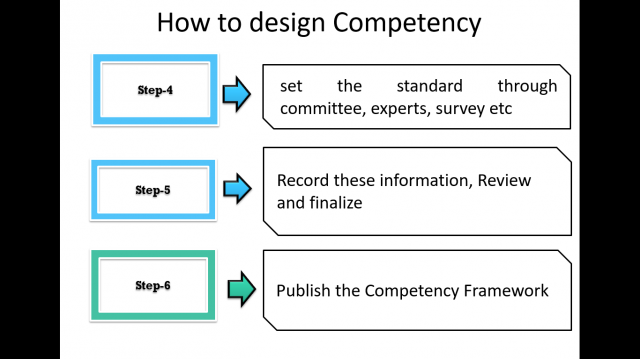 How to design Competency
Step-4
set the standard through
committee, experts, survey etc
Step-5
Record these information, Review
and finalize
Step-6
Publish the Competency Framework